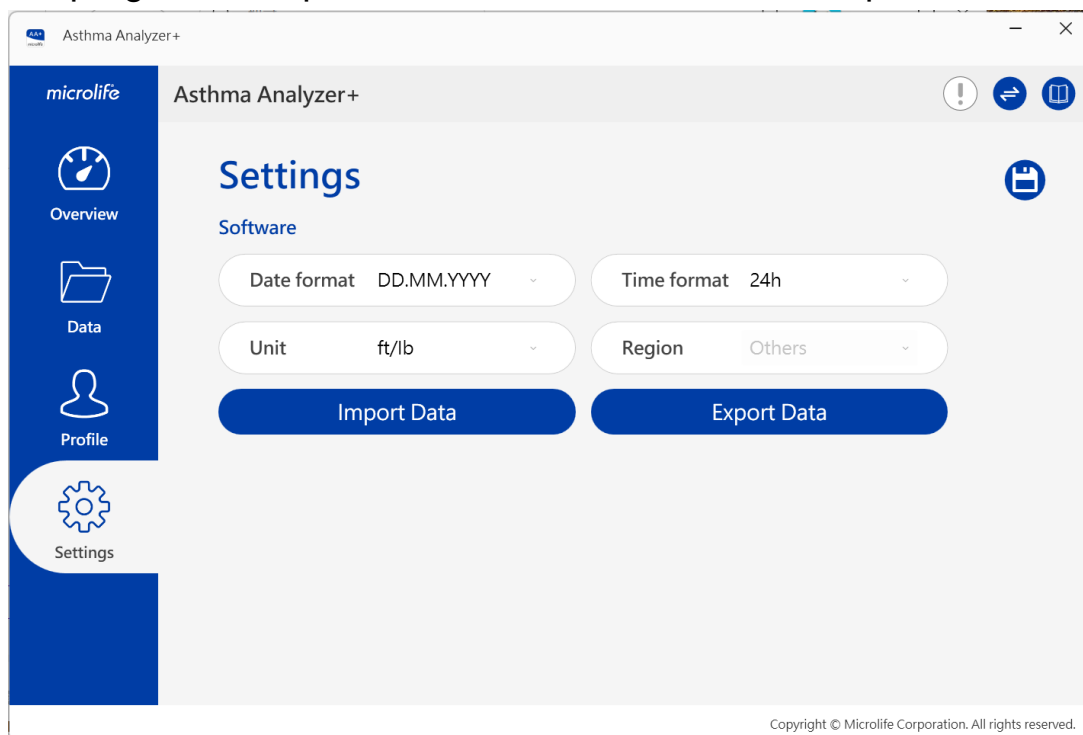 Asthma Analyzer+
microlife
Asthma Analyzer+
Overview
Data
Profile
Settings
Settings
Software
Date format DD.MM.YYYY
Time format 24h
Unit ft/lb
Region Others
Import Data
Export Data
Copyright © Microlife Corporation. All rights reserved.